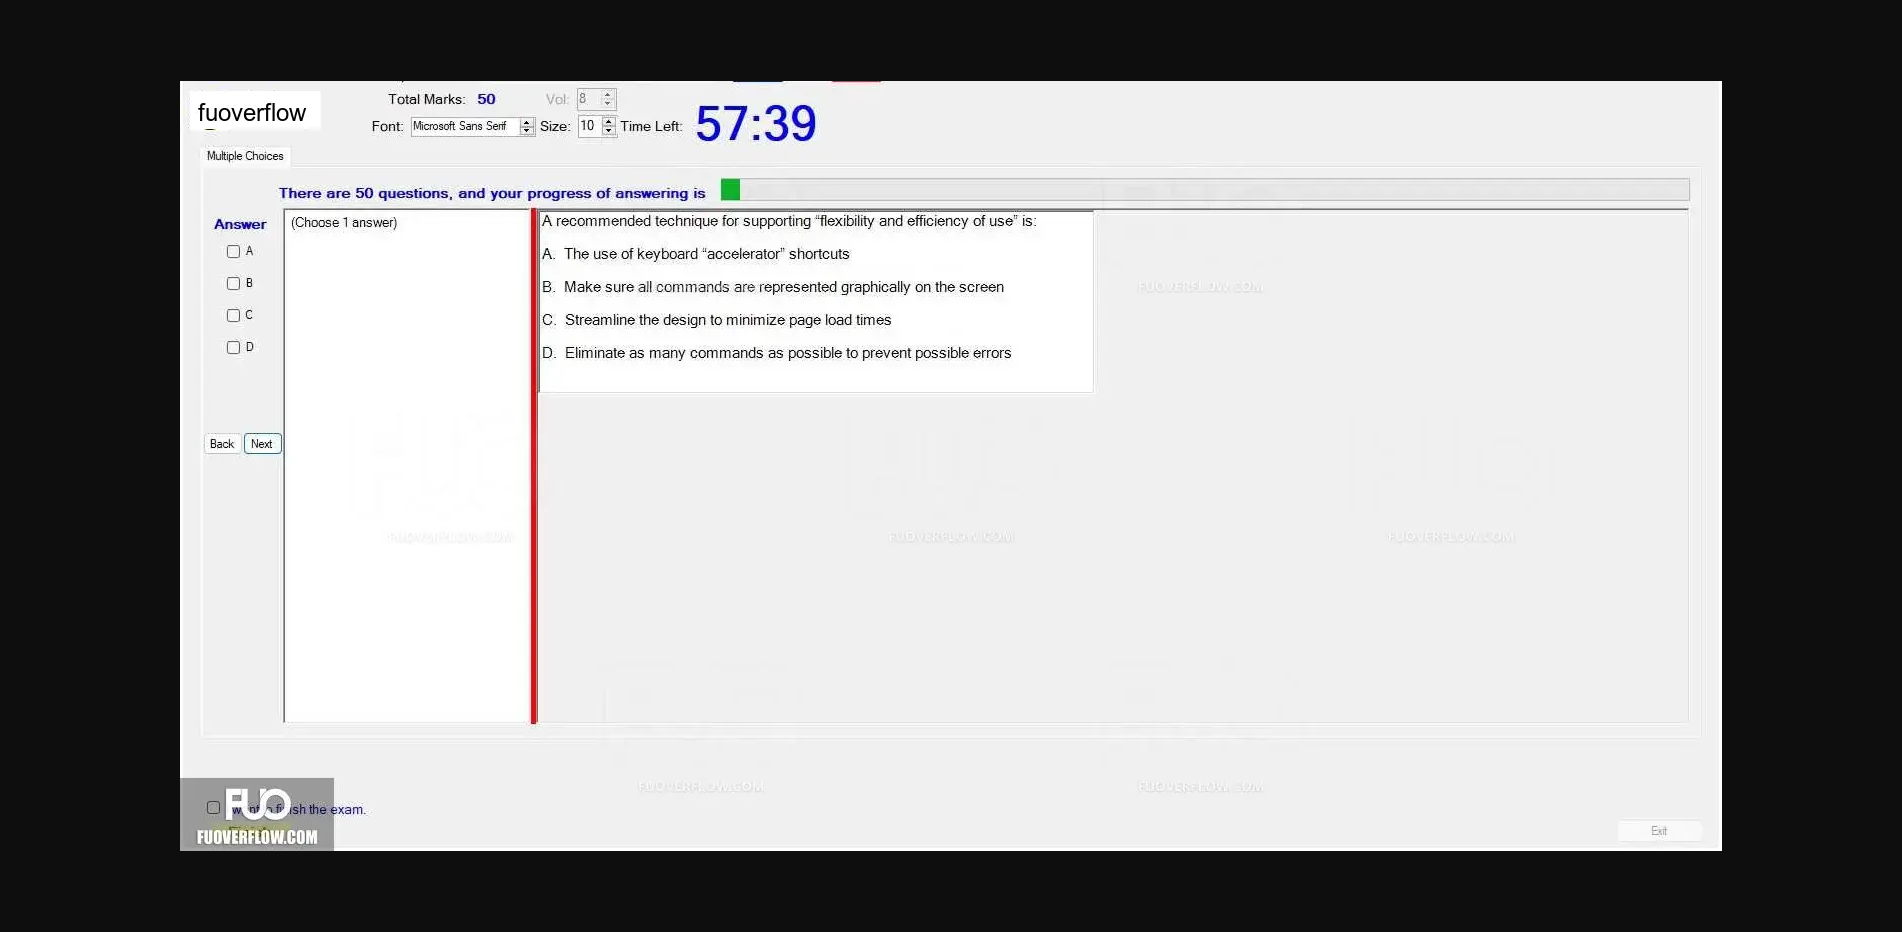 fuoverflow
Total Marks: 50 Vol: 8
Font: Microsoft Sans Serif Size: 10 Time Left: 57:39
Multiple Choices
There are 50 questions, and your progress of answering is
Answer
(Choose 1 answer)
A
B
C
D
A recommended technique for supporting “flexibility and efficiency of use” is:
A. The use of keyboard “accelerator” shortcuts
B. Make sure all commands are represented graphically on the screen
C. Streamline the design to minimize page load times
D. Eliminate as many commands as possible to prevent possible errors
Back Next
FUOVERFLOW.COM
FUOVERFLOW.COM
FUOVERFLOW.COM
FUOVERFLOW.COM
FUOVERFLOW.COM
FUOVERFLOW.COM
FUO
want to finish the exam.
FUOVERFLOW.COM
Exit